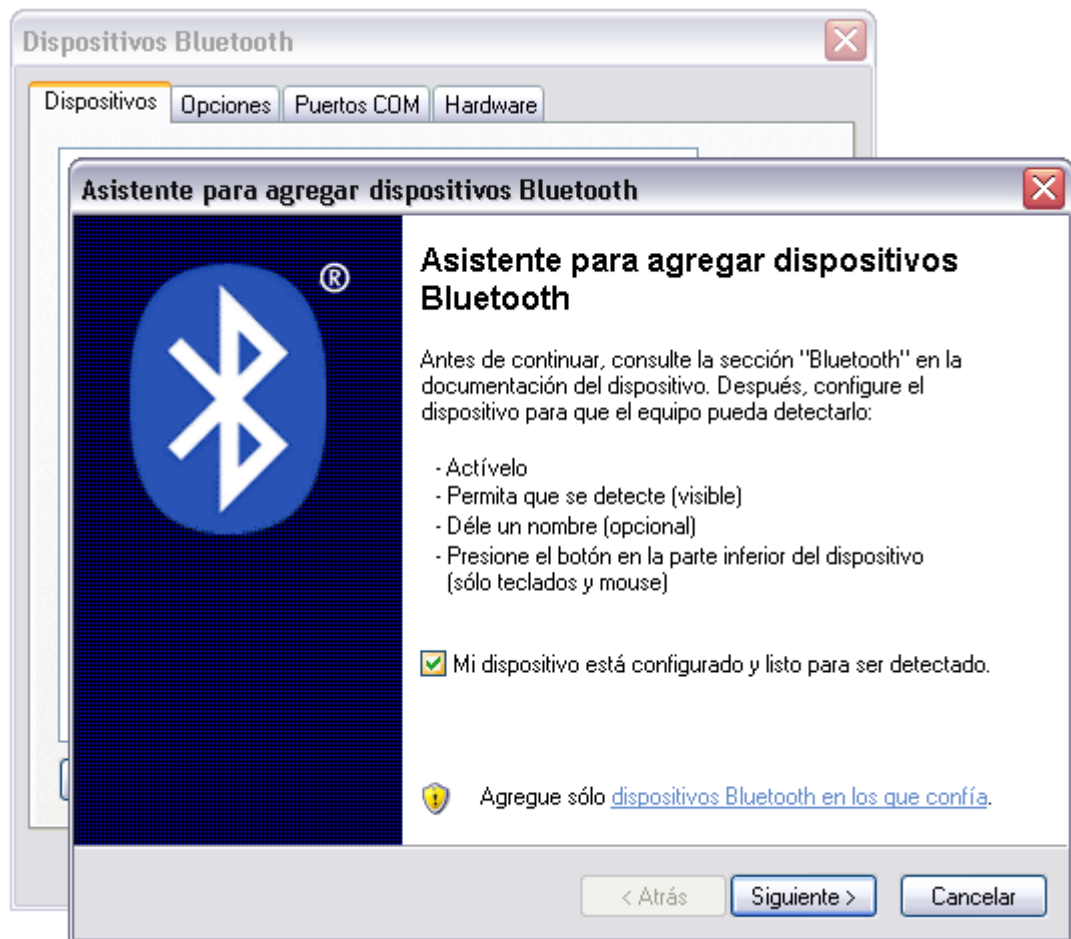 Dispositivos Bluetooth
Dispositivos Opciones Puertos COM Hardware
Asistente para agregar dispositivos Bluetooth
®
Asistente para agregar dispositivos
Bluetooth
Antes de continuar, consulte la sección "Bluetooth" en la
documentación del dispositivo. Después, configure el
dispositivo para que el equipo pueda detectarlo:
- Actívelo
- Permita que se detecte (visible)
- Déle un nombre (opcional)
- Presione el botón en la parte inferior del dispositivo
(sólo teclados y mouse)
Mi dispositivo está configurado y listo para ser detectado.
Agregue sólo dispositivos Bluetooth en los que confía.
< Atrás Siguiente > Cancelar